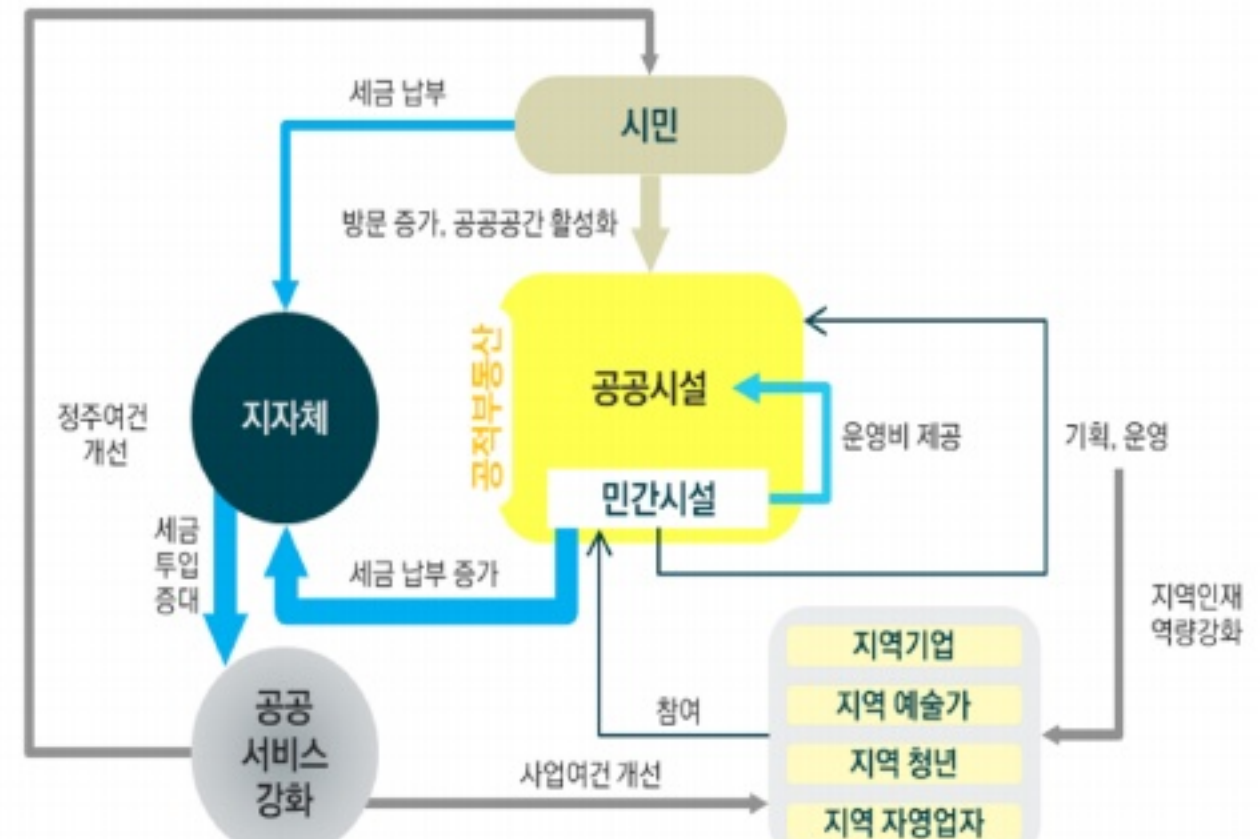 세금 납부
시민
방문 증가, 공공공간 활성화
공적부동산
지자체
공공시설
정주여건
개선
운영비 제공
기획, 운영
민간시설
세금
투입
증대
세금 납부 증가
지역인재
역량강화
지역기업
공공
서비스
강화
참여
지역 예술가
지역 청년
사업여건 개선
지역 자영업자